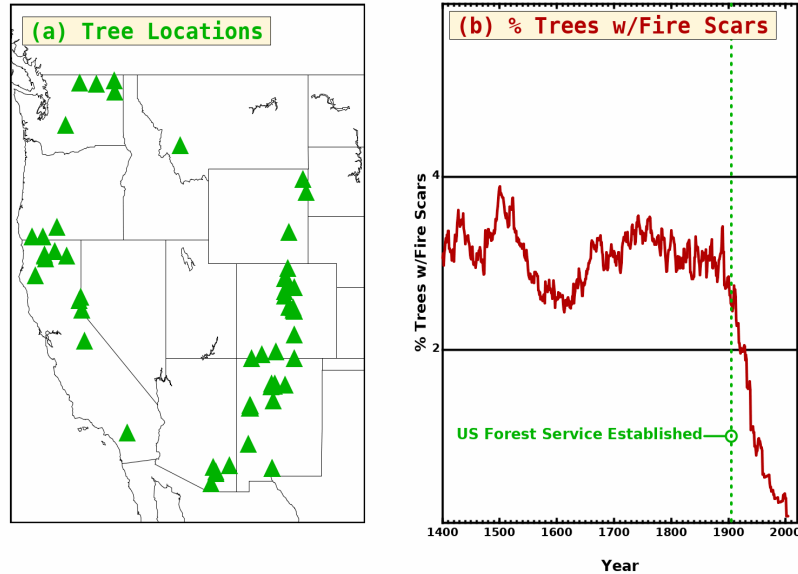 (a) Tree Locations
(b) % Trees w/Fire Scars
% Trees w/Fire Scars
4
2
US Forest Service Established
1400 1500 1600 1700 1800 1900 2000
Year